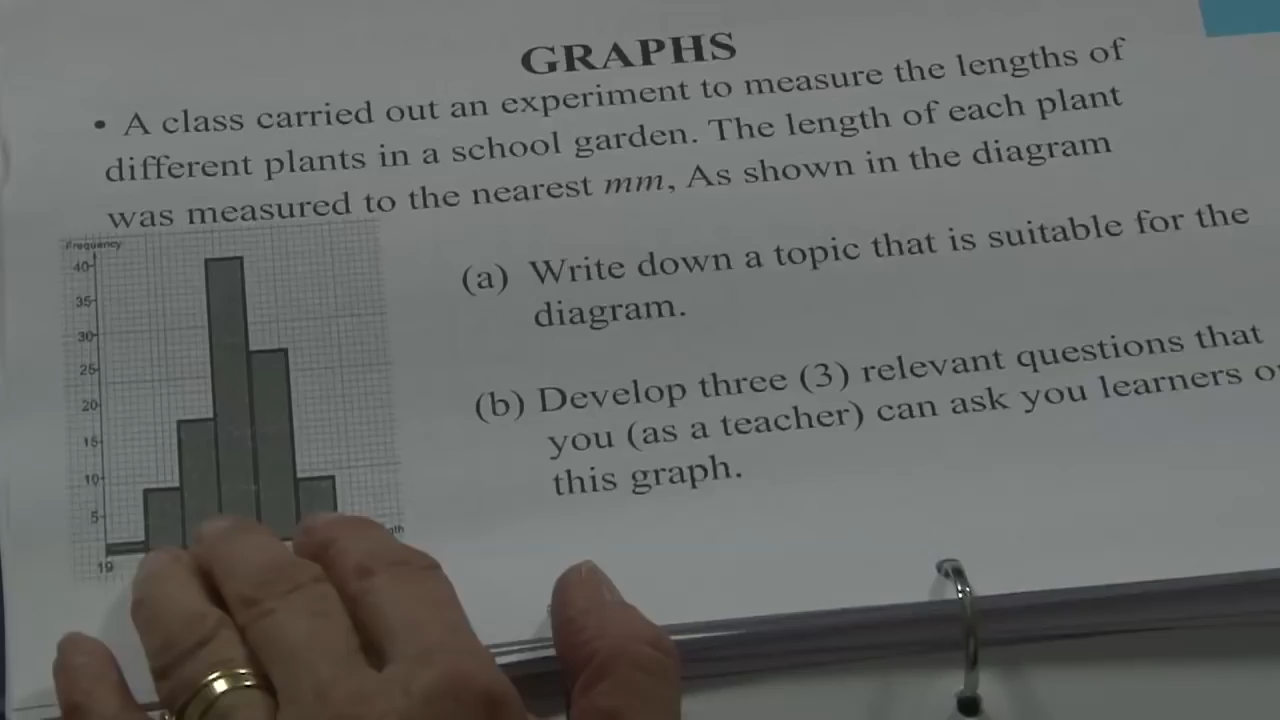 GRAPHS
• A class carried out an experiment to measure the lengths of
different plants in a school garden. The length of each plant
was measured to the nearest mm, As shown in the diagram
Frequency
40
35
30
25
20
15
10
5
19
(a) Write down a topic that is suitable for the
diagram.
(b) Develop three (3) relevant questions that
you (as a teacher) can ask you learners
this graph.